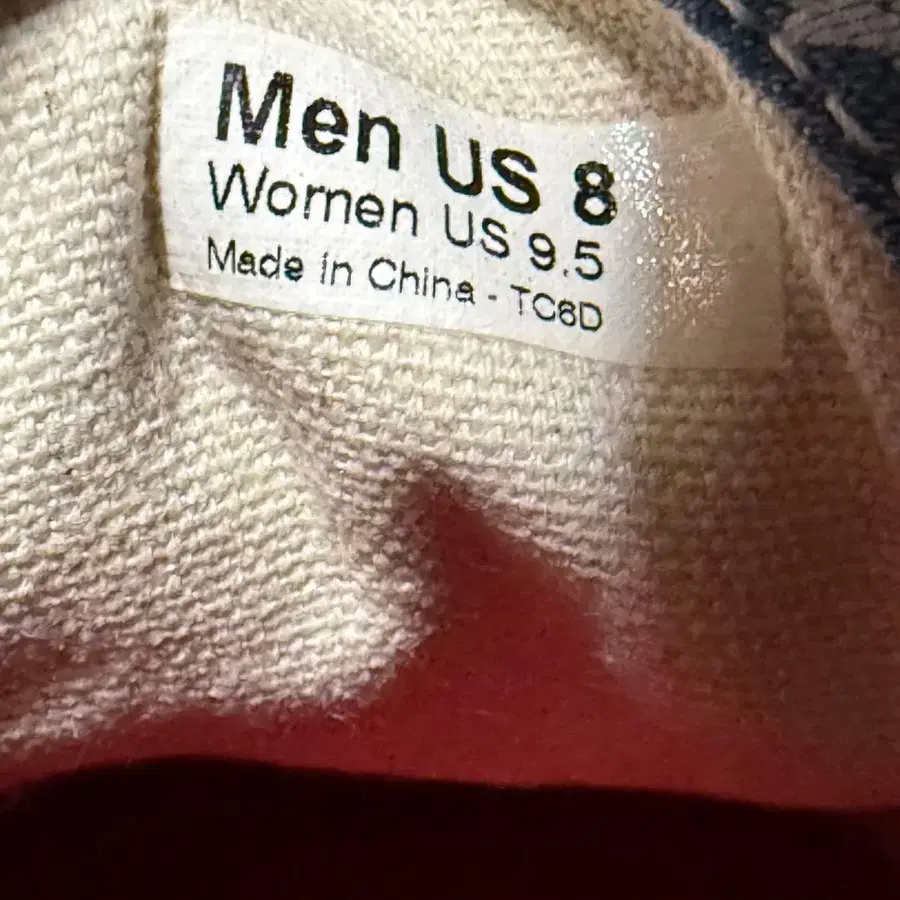 Men US 8
Women US 9.5
Made in China - TC6D